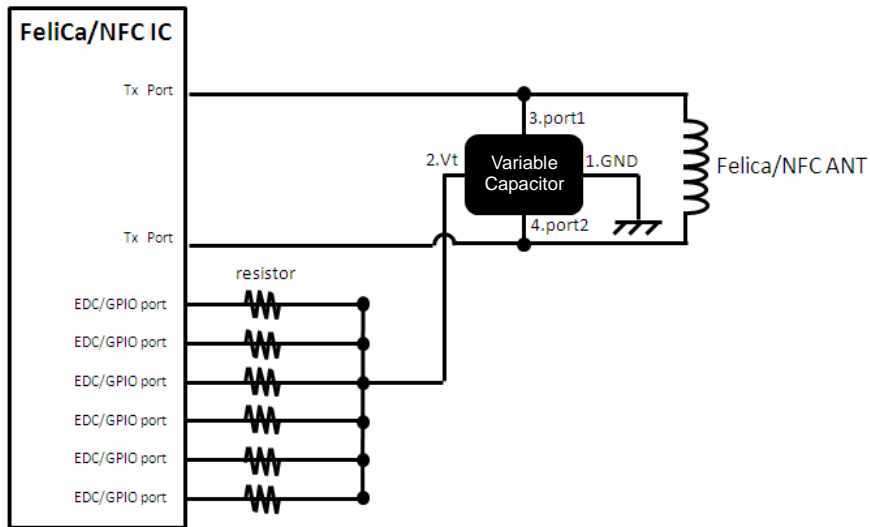 FeliCa/NFC IC
Tx Port
3.port1
2.Vt
Variable
Capacitor
1.GND
Felica/NFC ANT
4.port2
Tx Port
resistor
EDC/GPIO port
EDC/GPIO port
EDC/GPIO port
EDC/GPIO port
EDC/GPIO port
EDC/GPIO port